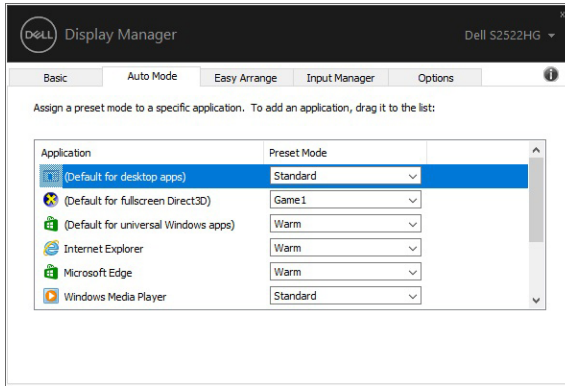 DELL Display Manager Dell S2522HG
Basic Auto Mode Easy Arrange Input Manager Options
Assign a preset mode to a specific application. To add an application, drag it to the list:
Application Preset Mode
(Default for desktop apps) Standard
(Default for fullscreen Direct3D) Game1
(Default for universal Windows apps) Warm
Internet Explorer Warm
Microsoft Edge Warm
Windows Media Player Standard